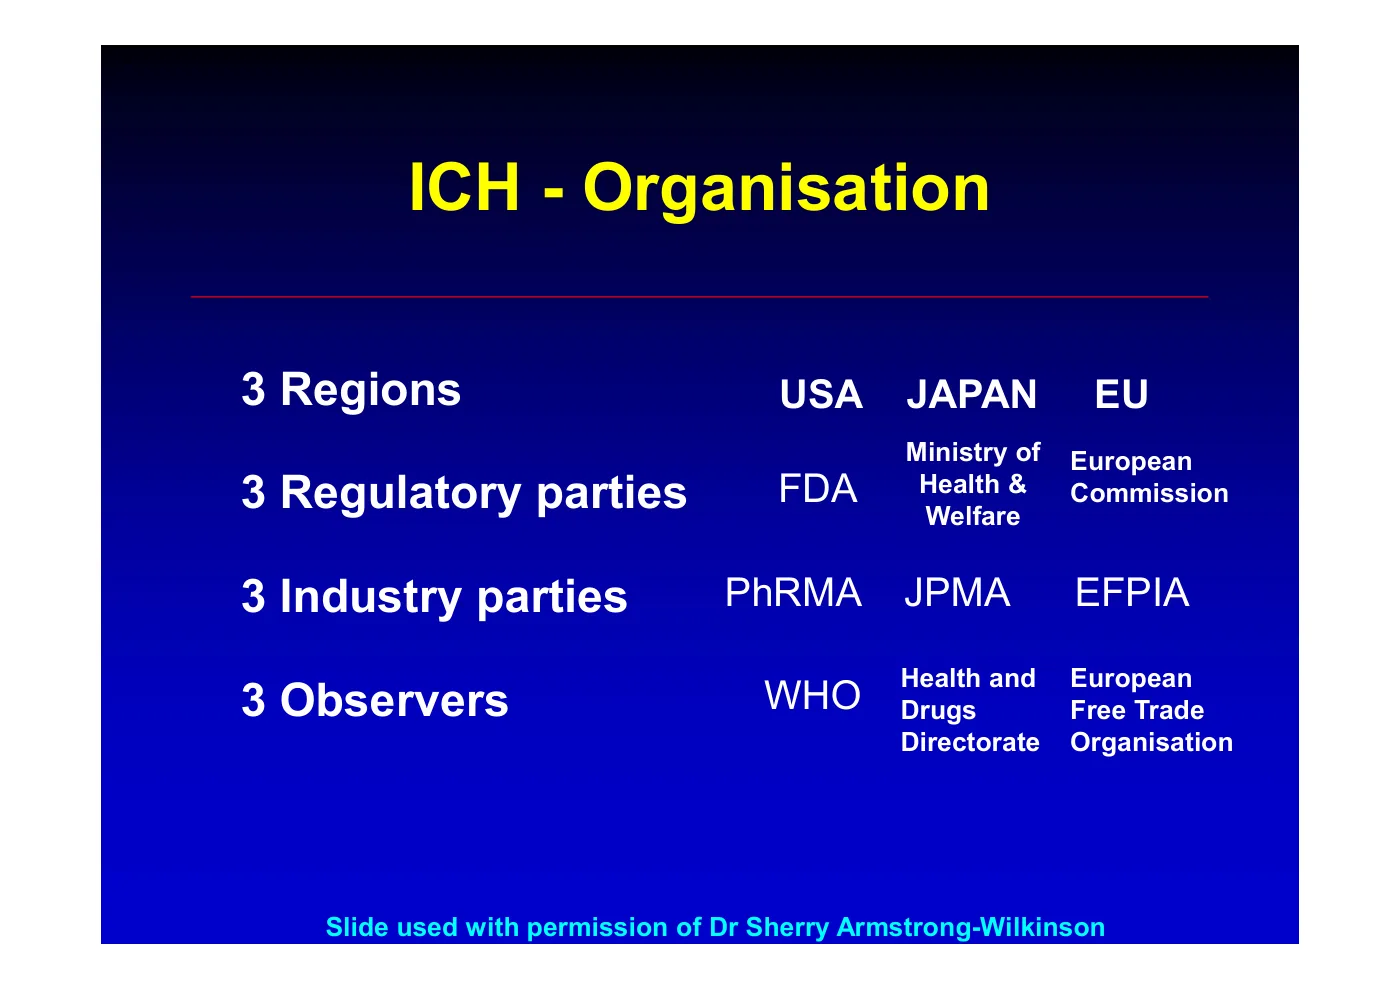 ICH - Organisation
3 Regions USA JAPAN EU
3 Regulatory parties FDA Ministry of Health & Welfare European Commission
3 Industry parties PhRMA JPMA EFPIA
3 Observers WHO Health and Drugs Directorate European Free Trade Organisation
Slide used with permission of Dr Sherry Armstrong-Wilkinson